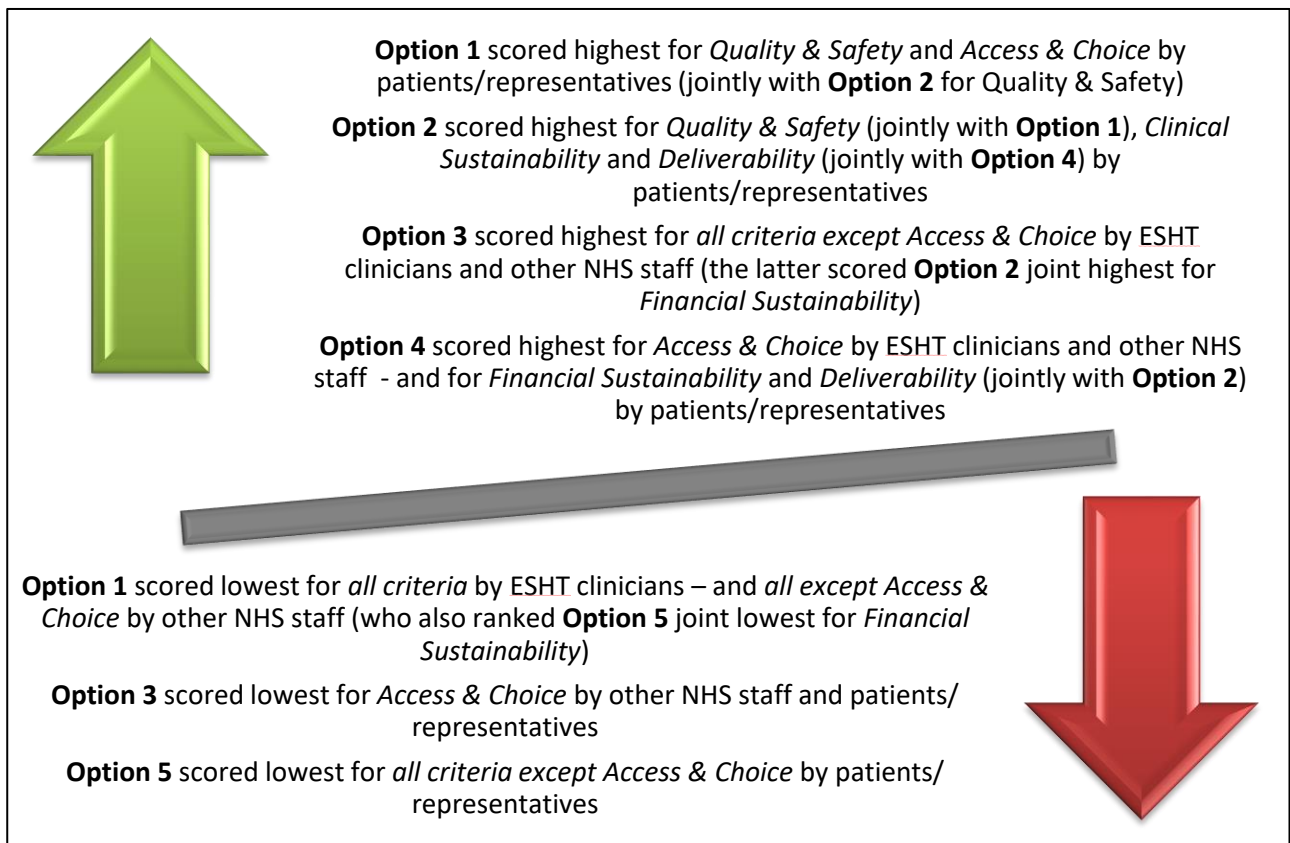 Option 1 scored highest for Quality & Safety and Access & Choice by
patients/representatives (jointly with Option 2 for Quality & Safety)
Option 2 scored highest for Quality & Safety (jointly with Option 1), Clinical
Sustainability and Deliverability (jointly with Option 4) by
patients/representatives
Option 3 scored highest for all criteria except Access & Choice by ESHT
clinicians and other NHS staff (the latter scored Option 2 joint highest for
Financial Sustainability)
Option 4 scored highest for Access & Choice by ESHT clinicians and other NHS
staff - and for Financial Sustainability and Deliverability (jointly with Option 2)
by patients/representatives
Option 1 scored lowest for all criteria by ESHT clinicians – and all except Access &
Choice by other NHS staff (who also ranked Option 5 joint lowest for Financial
Sustainability)
Option 3 scored lowest for Access & Choice by other NHS staff and patients/
representatives
Option 5 scored lowest for all criteria except Access & Choice by patients/
representatives